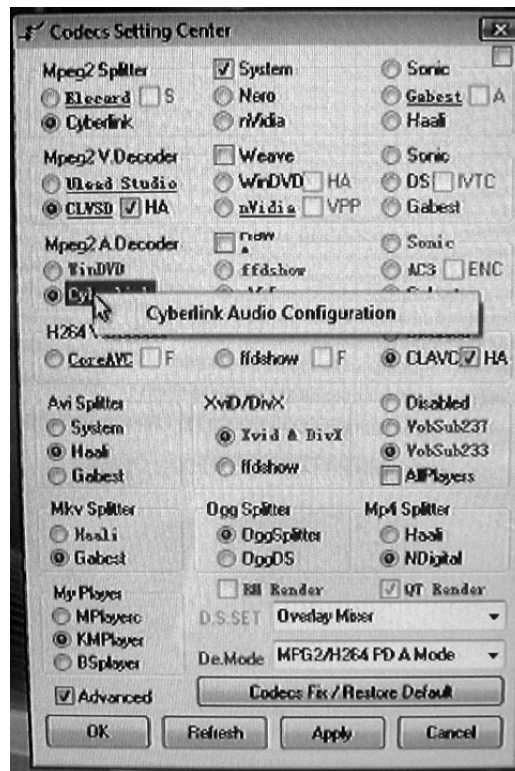 Codecs Setting Center
Mpeg2 Splitter System Sonic
Elecard S Nero Gabest A
Cyberlink nVidia Haali
Mpeg2 V.Decoder Weave Sonic
Ulead Studio WinDVD HA DS IVTC
CLVSD HA nVidia VPP Gabest
Mpeg2 A.Decoder Sonic
WinDVD ffdshow AC3 ENC
Cyberlink Audio Configuration
H264
CoreAVC F ffdshow F CLAVC HA
Avi Splitter XviD/DivX Disabled
System Xvid & DivX VobSub237
Haali VobSub233
Gabest ffdshow AllPlayers
Mkv Splitter Ogg Splitter Mp4 Splitter
Haali OggSplitter Haali
Gabest OggDS NDigital
My Player RM Render QT Render
MPlayerc D.S.SET Overlay Mixer
KMPlayer
BSplayer De.Mode MPG2/H264 PD A Mode
Advanced Codecs Fix / Restore Default
OK Refresh Apply Cancel